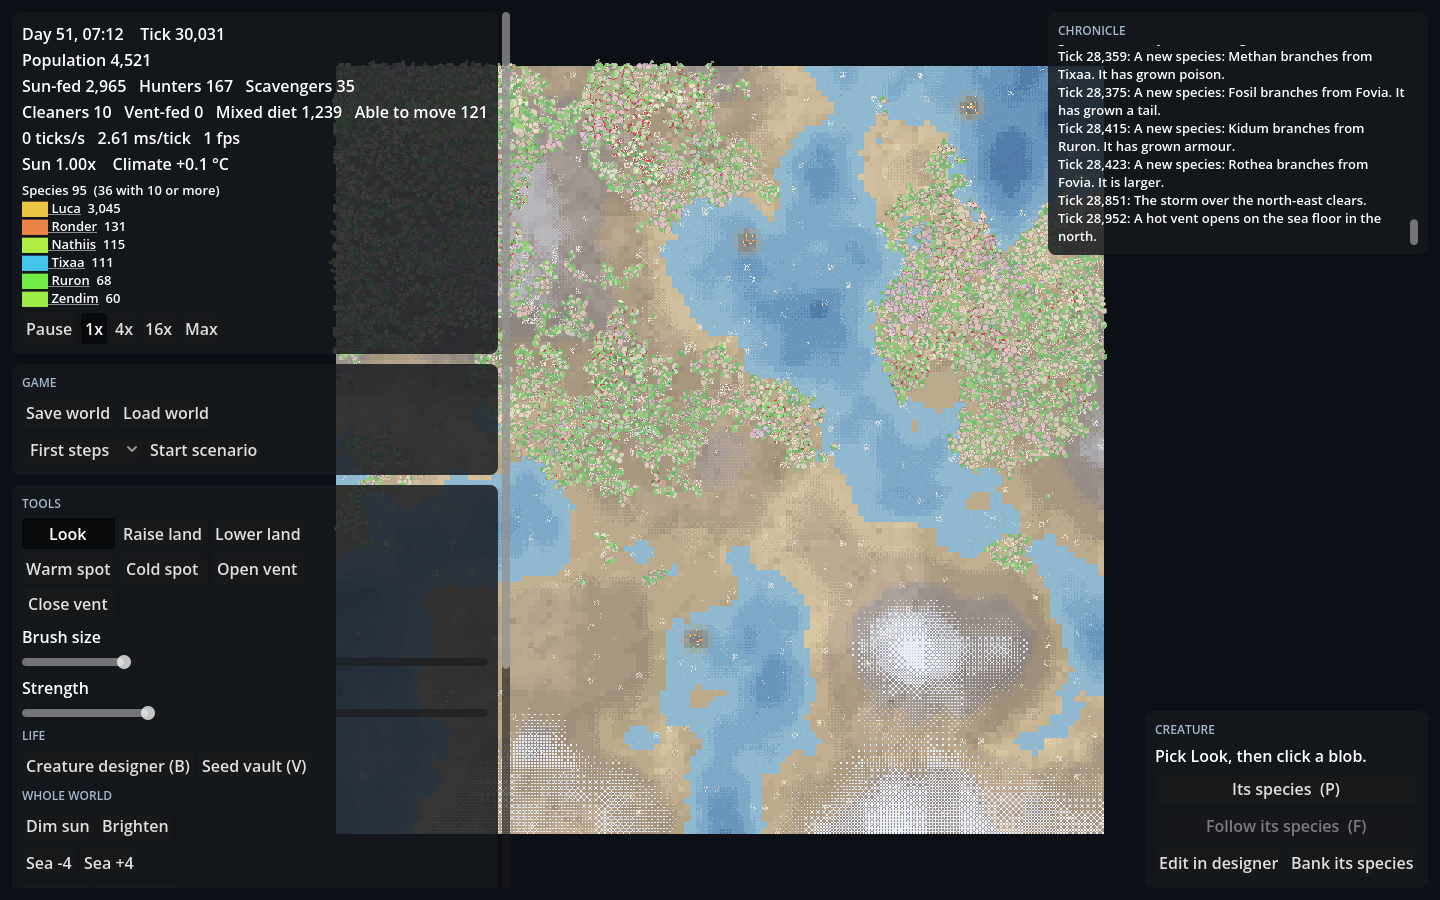 Day 51, 07:12 Tick 30,031
Population 4,521
Sun-fed 2,965 Hunters 167 Scavengers 35
Cleaners 10 Vent-fed 0 Mixed diet 1,239 Able to move 121
0 ticks/s 2.61 ms/tick 1 fps
Sun 1.00x Climate +0.1 °C
Species 95 (36 with 10 or more)
Luca 3,045
Ronder 131
Nathiis 115
Tixaa 111
Ruron 68
Zendim 60
Pause 1x 4x 16x Max
GAME
Save world Load world
First steps Start scenario
TOOLS
Look Raise land Lower land
Warm spot Cold spot Open vent
Close vent
Brush size
Strength
LIFE
Creature designer (B) Seed vault (V)
WHOLE WORLD
Dim sun Brighten
Sea -4 Sea +4
CHRONICLE
Tick 28,359: A new species: Methan branches from
Tixaa. It has grown poison.
Tick 28,375: A new species: Fosil branches from Fovia. It
has grown a tail.
Tick 28,415: A new species: Kidum branches from
Ruron. It has grown armour.
Tick 28,423: A new species: Rothea branches from
Fovia. It is larger.
Tick 28,851: The storm over the north-east clears.
Tick 28,952: A hot vent opens on the sea floor in the
north.
CREATURE
Pick Look, then click a blob.
Its species (P)
Follow its species (F)
Edit in designer Bank its species